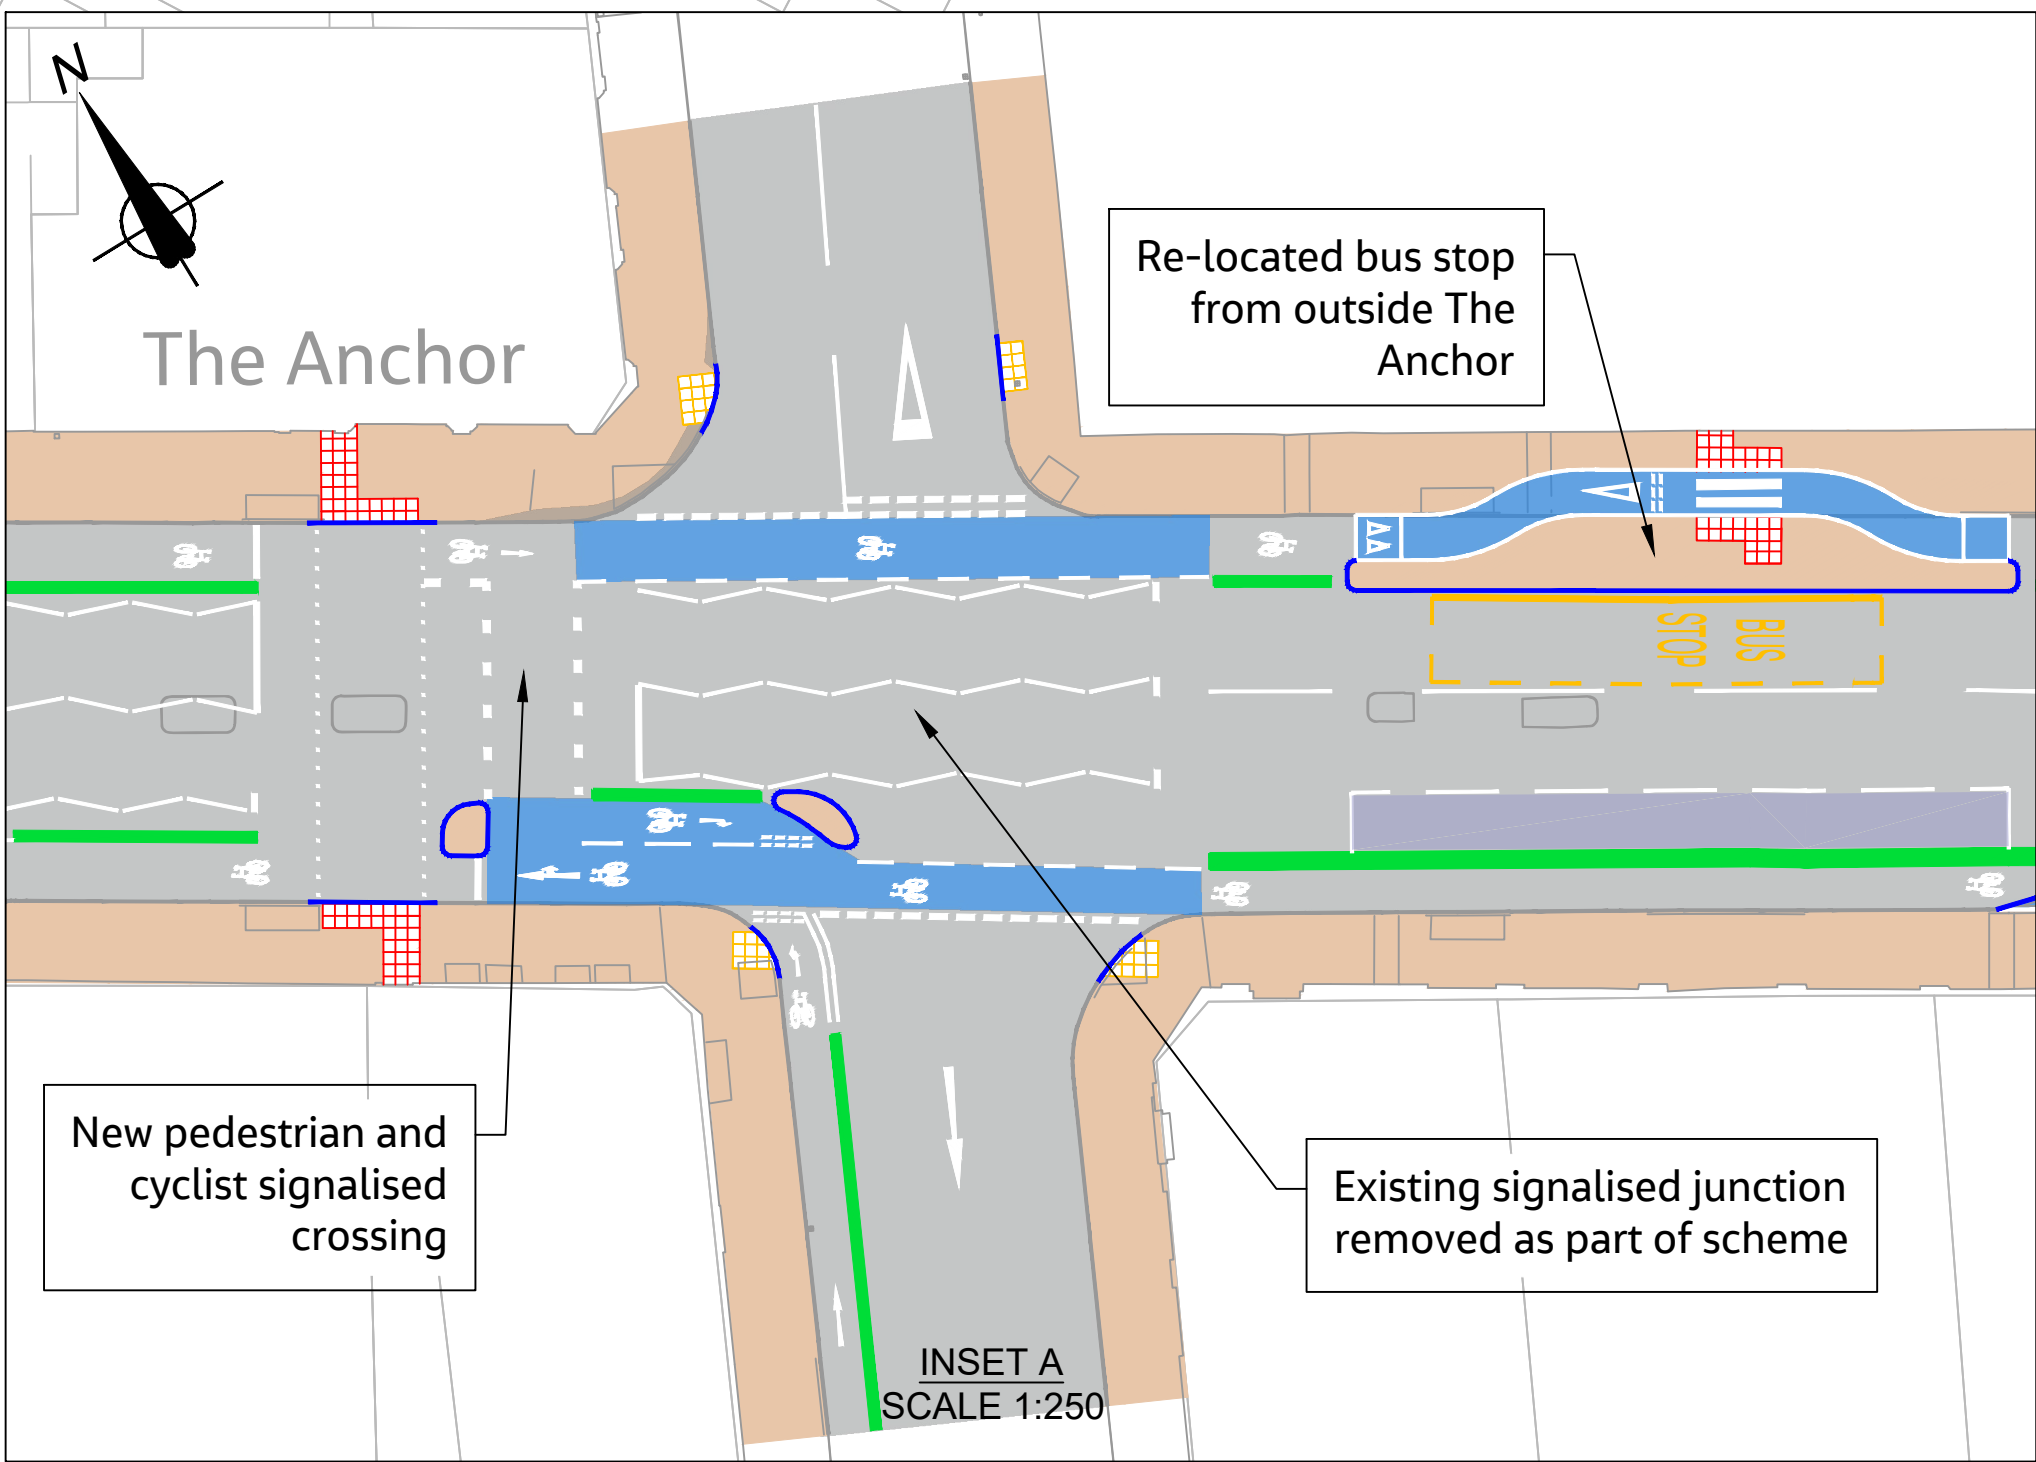 N
The Anchor
Re-located bus stop
from outside The
Anchor
BUS
STOP
New pedestrian and
cyclist signalised
crossing
Existing signalised junction
removed as part of scheme
INSET A
SCALE 1:250